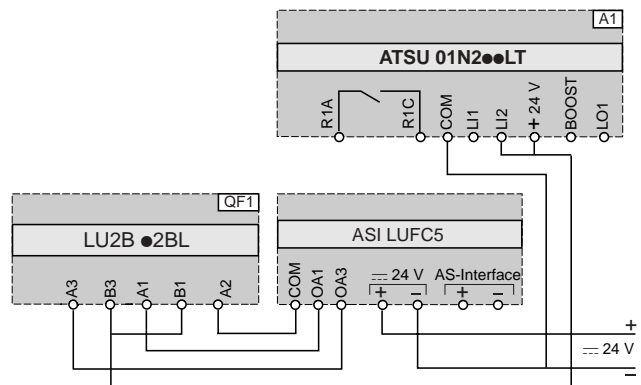 A1
ATSU 01N2●●LT
R1A R1C COM LI1 LI2 + 24 V BOOST LO1
QF1
LU2B ●2BL
ASI LUFC5
A3 B3 A1 B1 A2
COM OA1 OA3
24 V AS-Interface
+ – + –
+
24 V
–